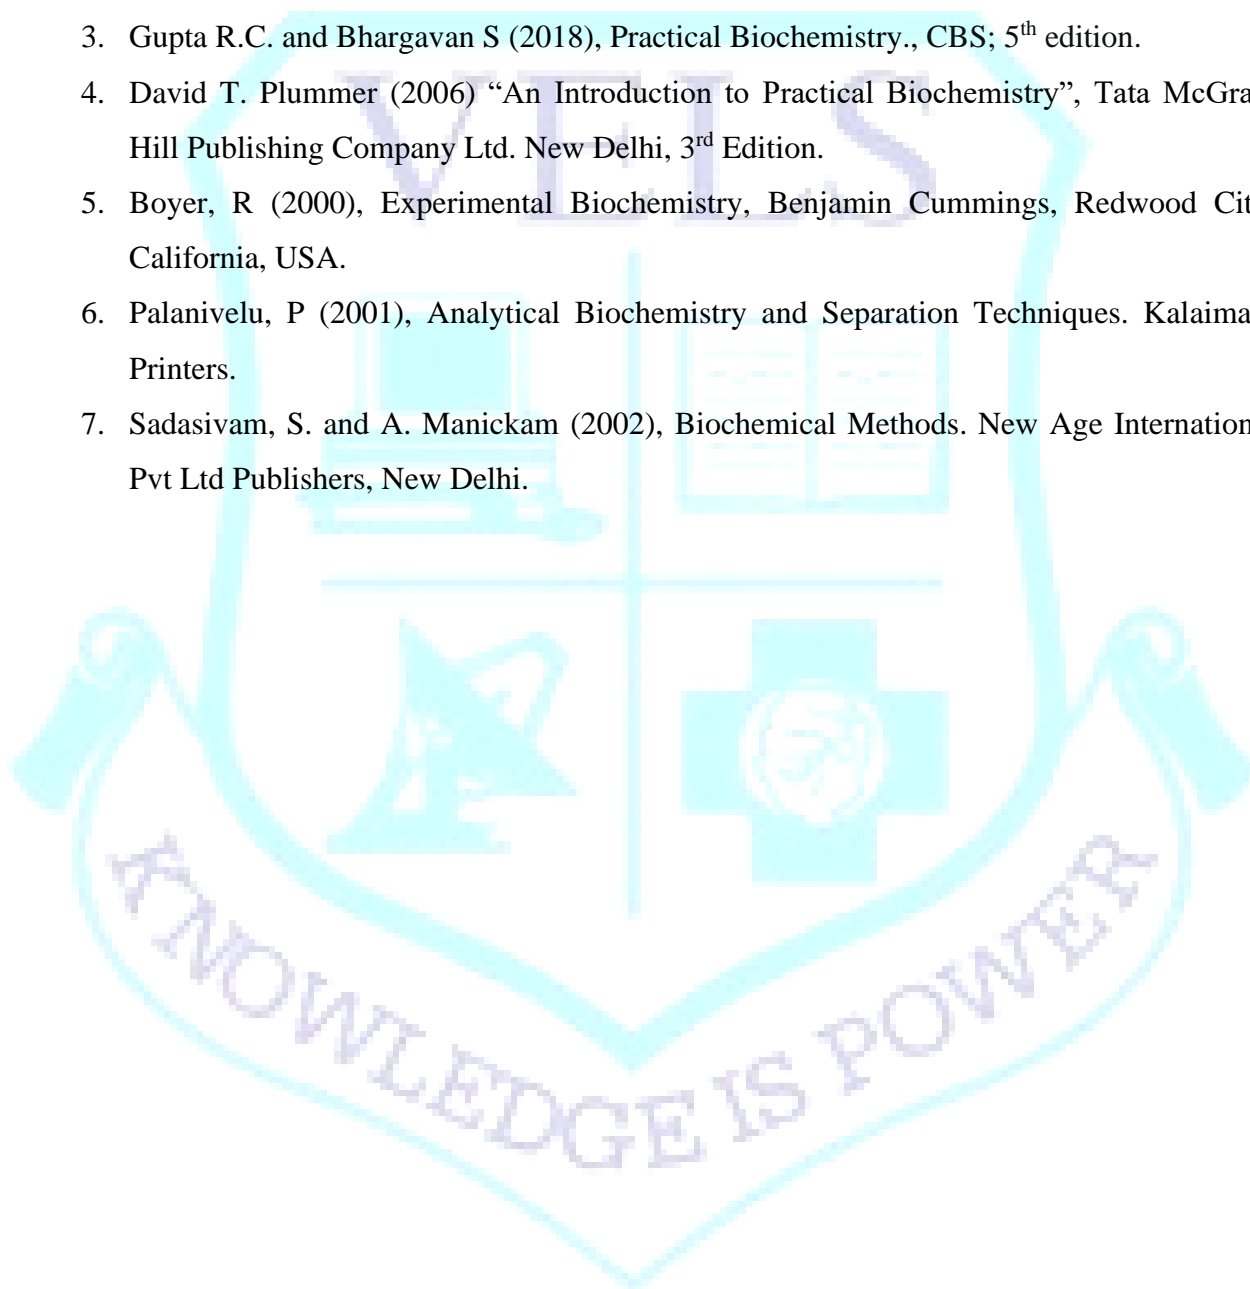 3. Gupta R.C. and Bhargavan S (2018), Practical Biochemistry., CBS; 5th edition.
4. David T. Plummer (2006) “An Introduction to Practical Biochemistry”, Tata McGra
Hill Publishing Company Ltd. New Delhi, 3rd Edition.
5. Boyer, R (2000), Experimental Biochemistry, Benjamin Cummings, Redwood Cit
California, USA.
6. Palanivelu, P (2001), Analytical Biochemistry and Separation Techniques. Kalaima
Printers.
7. Sadasivam, S. and A. Manickam (2002), Biochemical Methods. New Age Internation
Pvt Ltd Publishers, New Delhi.
VELS
KNOWLEDGE IS POWER